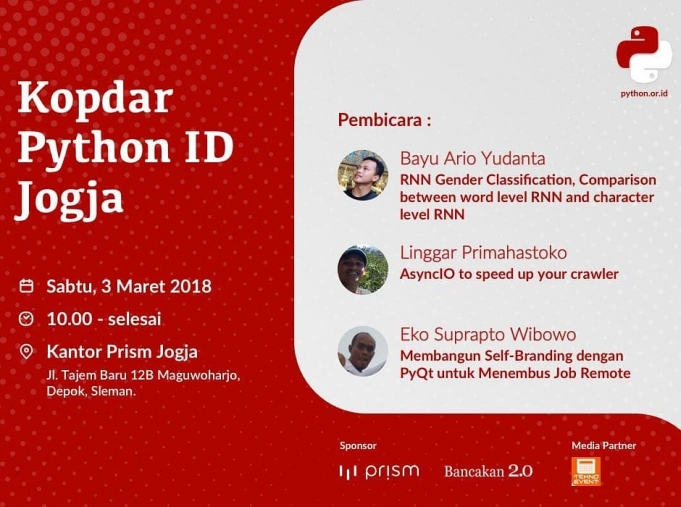 Kopdar
Python ID
Jogja
Sabtu, 3 Maret 2018
10.00 - selesai
Kantor Prism Jogja
Jl. Tajem Baru 12B Maguwoharjo,
Depok, Sleman.
python.or.id
Pembicara :
Bayu Ario Yudanta
RNN Gender Classification, Comparison
between word level RNN and character
level RNN
Linggar Primahastoko
AsyncIO to speed up your crawler
Eko Suprapto Wibowo
Membangun Self-Branding dengan
PyQt untuk Menembus Job Remote
Sponsor
prism
Bancakan 2.0
Media Partner
TEKNO
EVENT